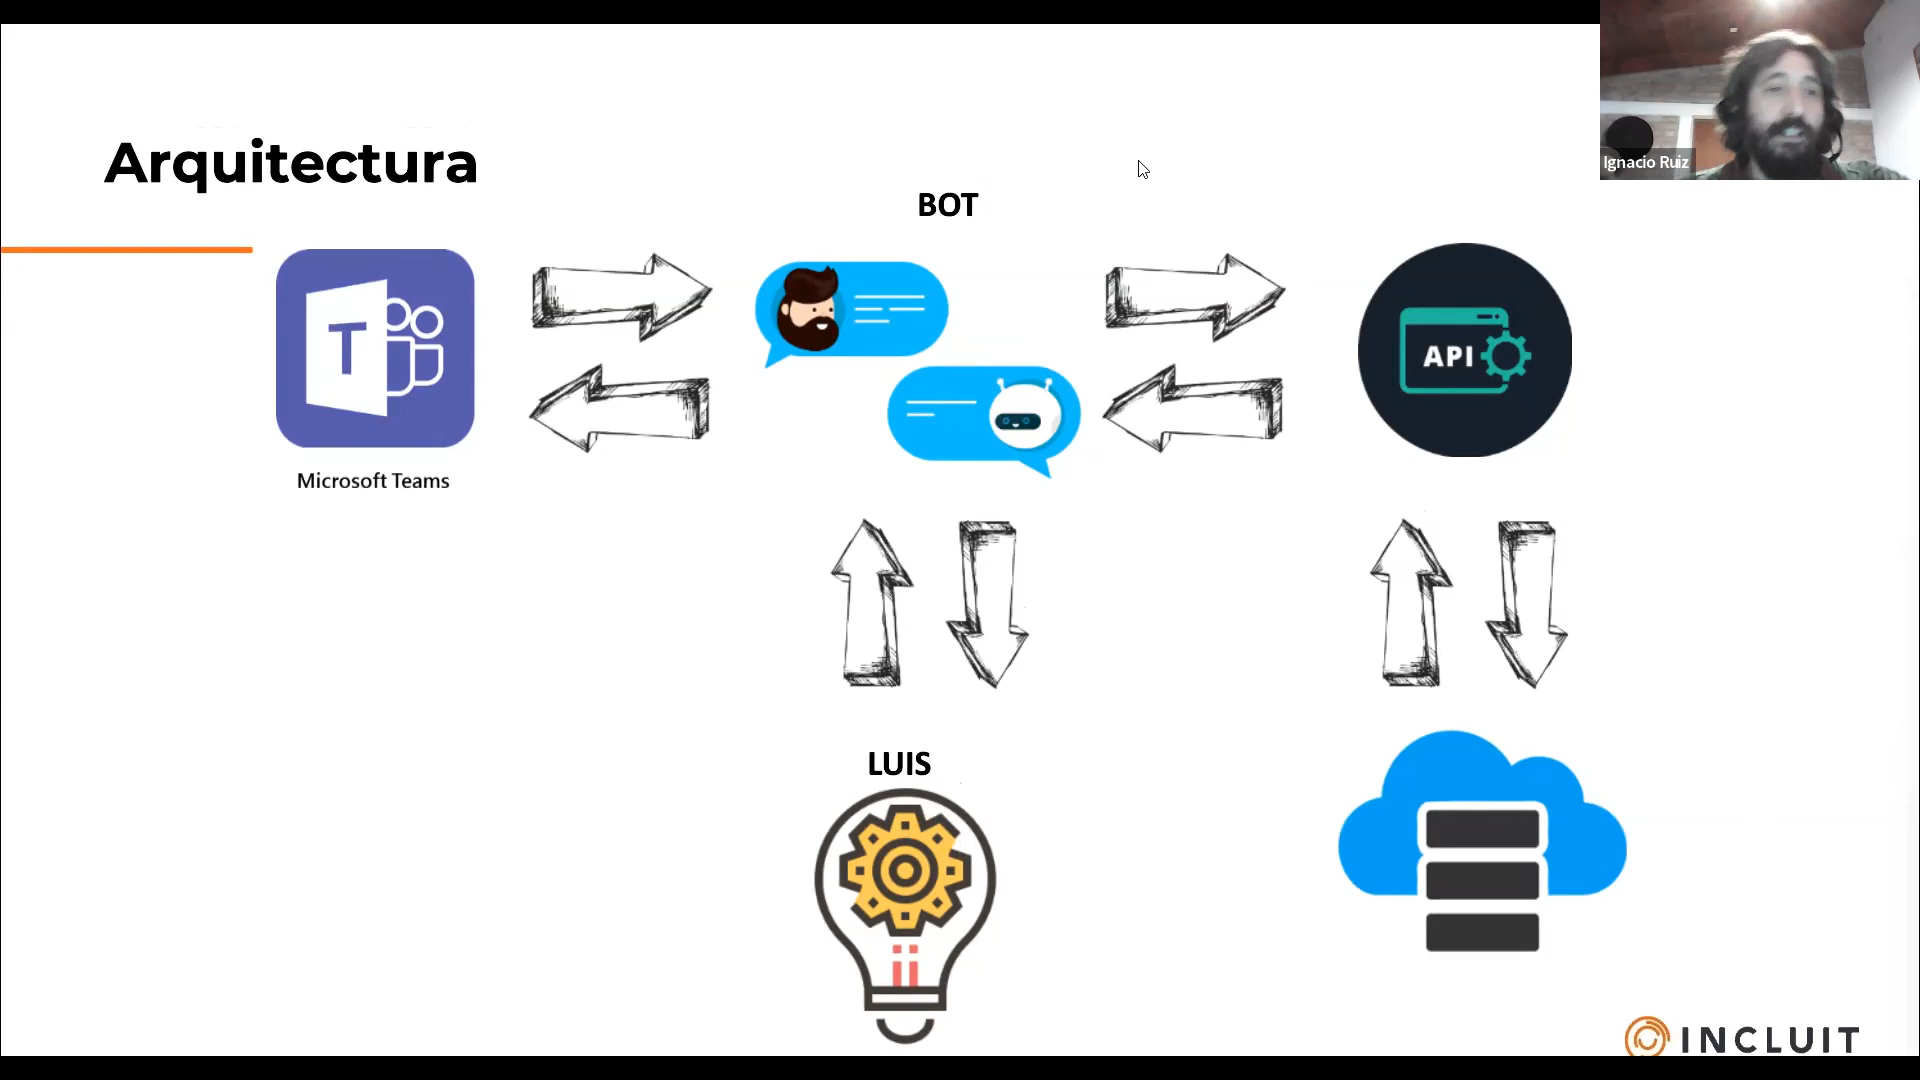 Ignacio Ruiz
Arquitectura
BOT
T
API
Microsoft Teams
LUIS
INCLUIT